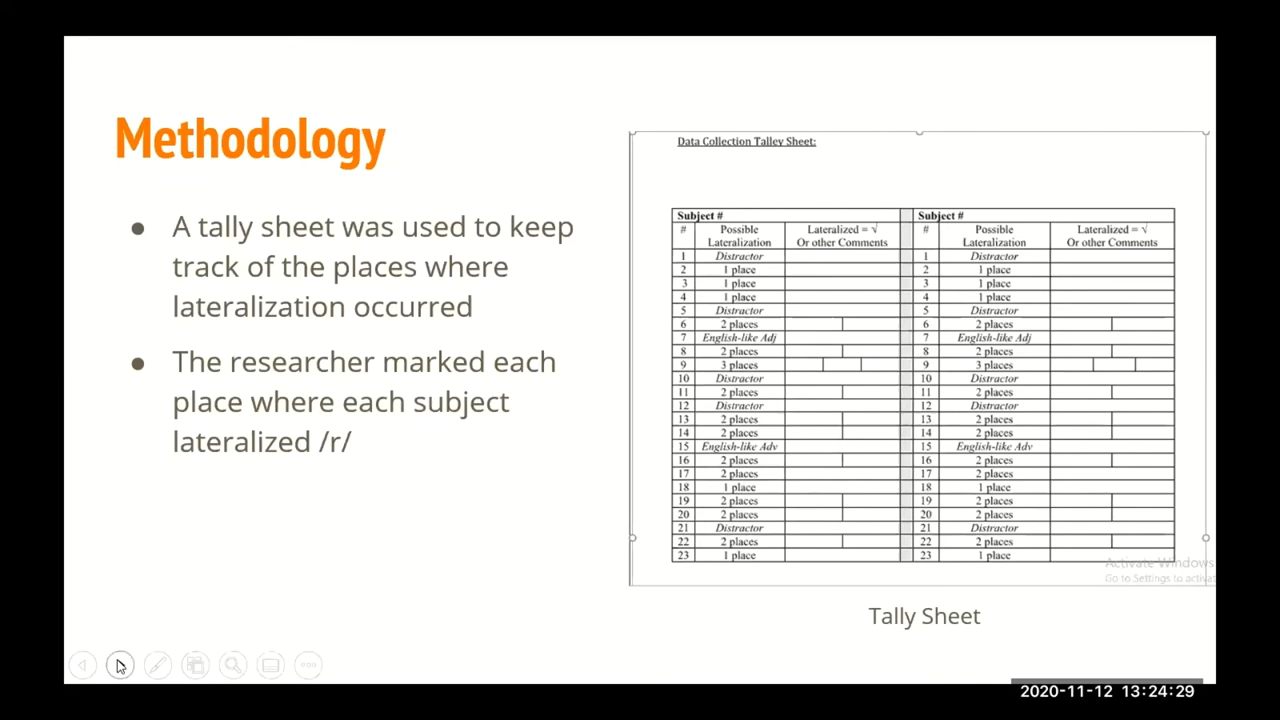 Methodology
● A tally sheet was used to keep
track of the places where
lateralization occurred
● The researcher marked each
place where each subject
lateralized /r/
Data Collection Talley Sheet:
Subject # Subject #
# Possible Lateralized = √ # Possible Lateralized = √
Lateralization Or other Comments Lateralization Or other Comments
1 Distractor 1 Distractor
2 1 place 2 1 place
3 1 place 3 1 place
4 1 place 4 1 place
5 Distractor 5 Distractor
6 2 places 6 2 places
7 English-like Adj 7 English-like Adj
8 2 places 8 2 places
9 3 places 9 3 places
10 Distractor 10 Distractor
11 2 places 11 2 places
12 Distractor 12 Distractor
13 2 places 13 2 places
14 2 places 14 2 places
15 English-like Adv 15 English-like Adv
16 2 places 16 2 places
17 2 places 17 2 places
18 1 place 18 1 place
19 2 places 19 2 places
20 2 places 20 2 places
21 Distractor 21 Distractor
22 2 places 22 2 places
23 1 place 23 1 place
Activate Windows
Go to Settings to activat
Tally Sheet
2020-11-12 13:24:29